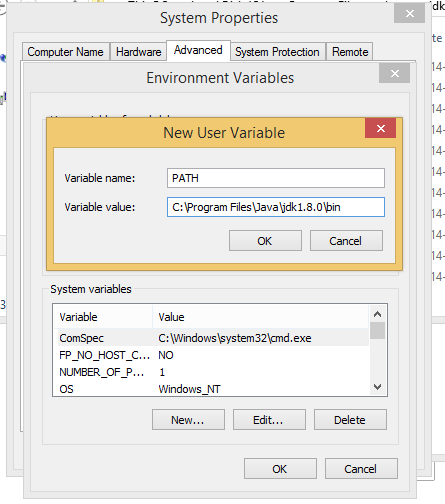 System Properties
Computer Name Hardware Advanced System Protection Remote
Environment Variables
New User Variable
Variable name: PATH
Variable value: C:\Program Files\Java\jdk1.8.0\bin
OK Cancel
System variables
Variable Value
ComSpec C:\Windows\system32\cmd.exe
FP_NO_HOST_C... NO
NUMBER_OF_P... 1
OS Windows_NT
New... Edit... Delete
OK Cancel